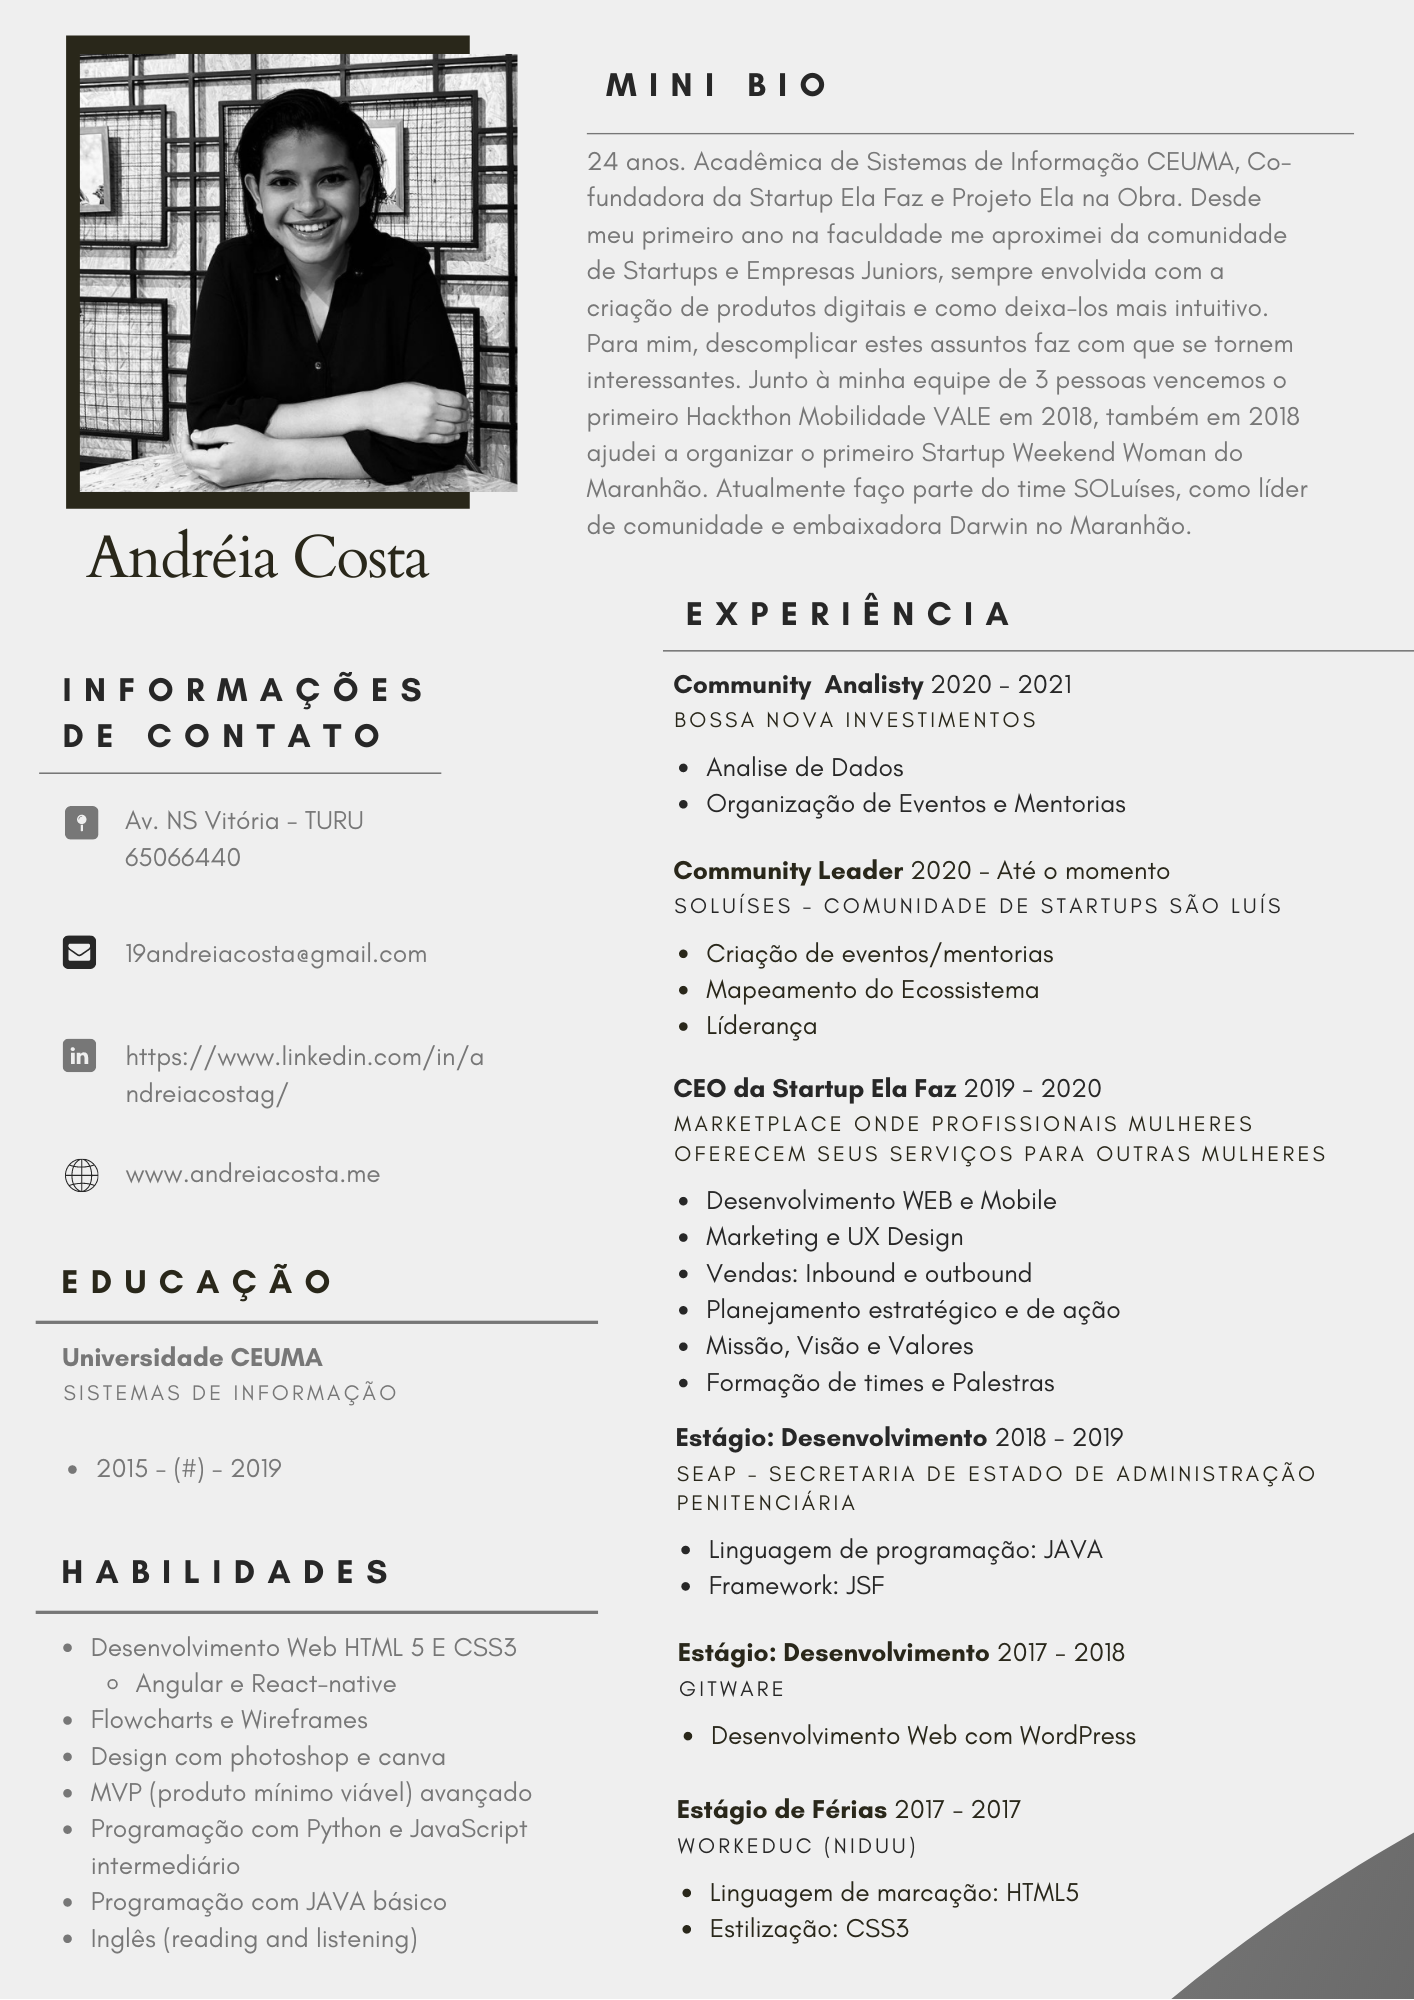 Andréia Costa
INFORMAÇÕES
DE CONTATO
Av. NS Vitória - TURU
65066440
19andreiacosta@gmail.com
https://www.linkedin.com/in/a
ndreiacostag/
www.andreiacosta.me
EDUCAÇÃO
Universidade CEUMA
SISTEMAS DE INFORMAÇÃO
• 2015 - (#) - 2019
HABILIDADES
• Desenvolvimento Web HTML 5 E CSS3
◦ Angular e React-native
• Flowcharts e Wireframes
• Design com photoshop e canva
• MVP (produto mínimo viável) avançado
• Programação com Python e JavaScript
intermediário
• Programação com JAVA básico
• Inglês (reading and listening)
MINI BIO
24 anos. Acadêmica de Sistemas de Informação CEUMA, Co-
fundadora da Startup Ela Faz e Projeto Ela na Obra. Desde
meu primeiro ano na faculdade me aproximei da comunidade
de Startups e Empresas Juniors, sempre envolvida com a
criação de produtos digitais e como deixa-los mais intuitivo.
Para mim, descomplicar estes assuntos faz com que se tornem
interessantes. Junto à minha equipe de 3 pessoas vencemos o
primeiro Hackthon Mobilidade VALE em 2018, também em 2018
ajudei a organizar o primeiro Startup Weekend Woman do
Maranhão. Atualmente faço parte do time SOLuíses, como líder
de comunidade e embaixadora Darwin no Maranhão.
EXPERIÊNCIA
Community Analisty 2020 - 2021
BOSSA NOVA INVESTIMENTOS
• Analise de Dados
• Organização de Eventos e Mentorias
Community Leader 2020 - Até o momento
SOLUÍSES - COMUNIDADE DE STARTUPS SÃO LUÍS
• Criação de eventos/mentorias
• Mapeamento do Ecossistema
• Líderança
CEO da Startup Ela Faz 2019 - 2020
MARKETPLACE ONDE PROFISSIONAIS MULHERES
OFERECEM SEUS SERVIÇOS PARA OUTRAS MULHERES
• Desenvolvimento WEB e Mobile
• Marketing e UX Design
• Vendas: Inbound e outbound
• Planejamento estratégico e de ação
• Missão, Visão e Valores
• Formação de times e Palestras
Estágio: Desenvolvimento 2018 - 2019
SEAP - SECRETARIA DE ESTADO DE ADMINISTRAÇÃO
PENITENCIÁRIA
• Linguagem de programação: JAVA
• Framework: JSF
Estágio: Desenvolvimento 2017 - 2018
GITWARE
• Desenvolvimento Web com WordPress
Estágio de Férias 2017 - 2017
WORKEDUC (NIDUU)
• Linguagem de marcação: HTML5
• Estilização: CSS3